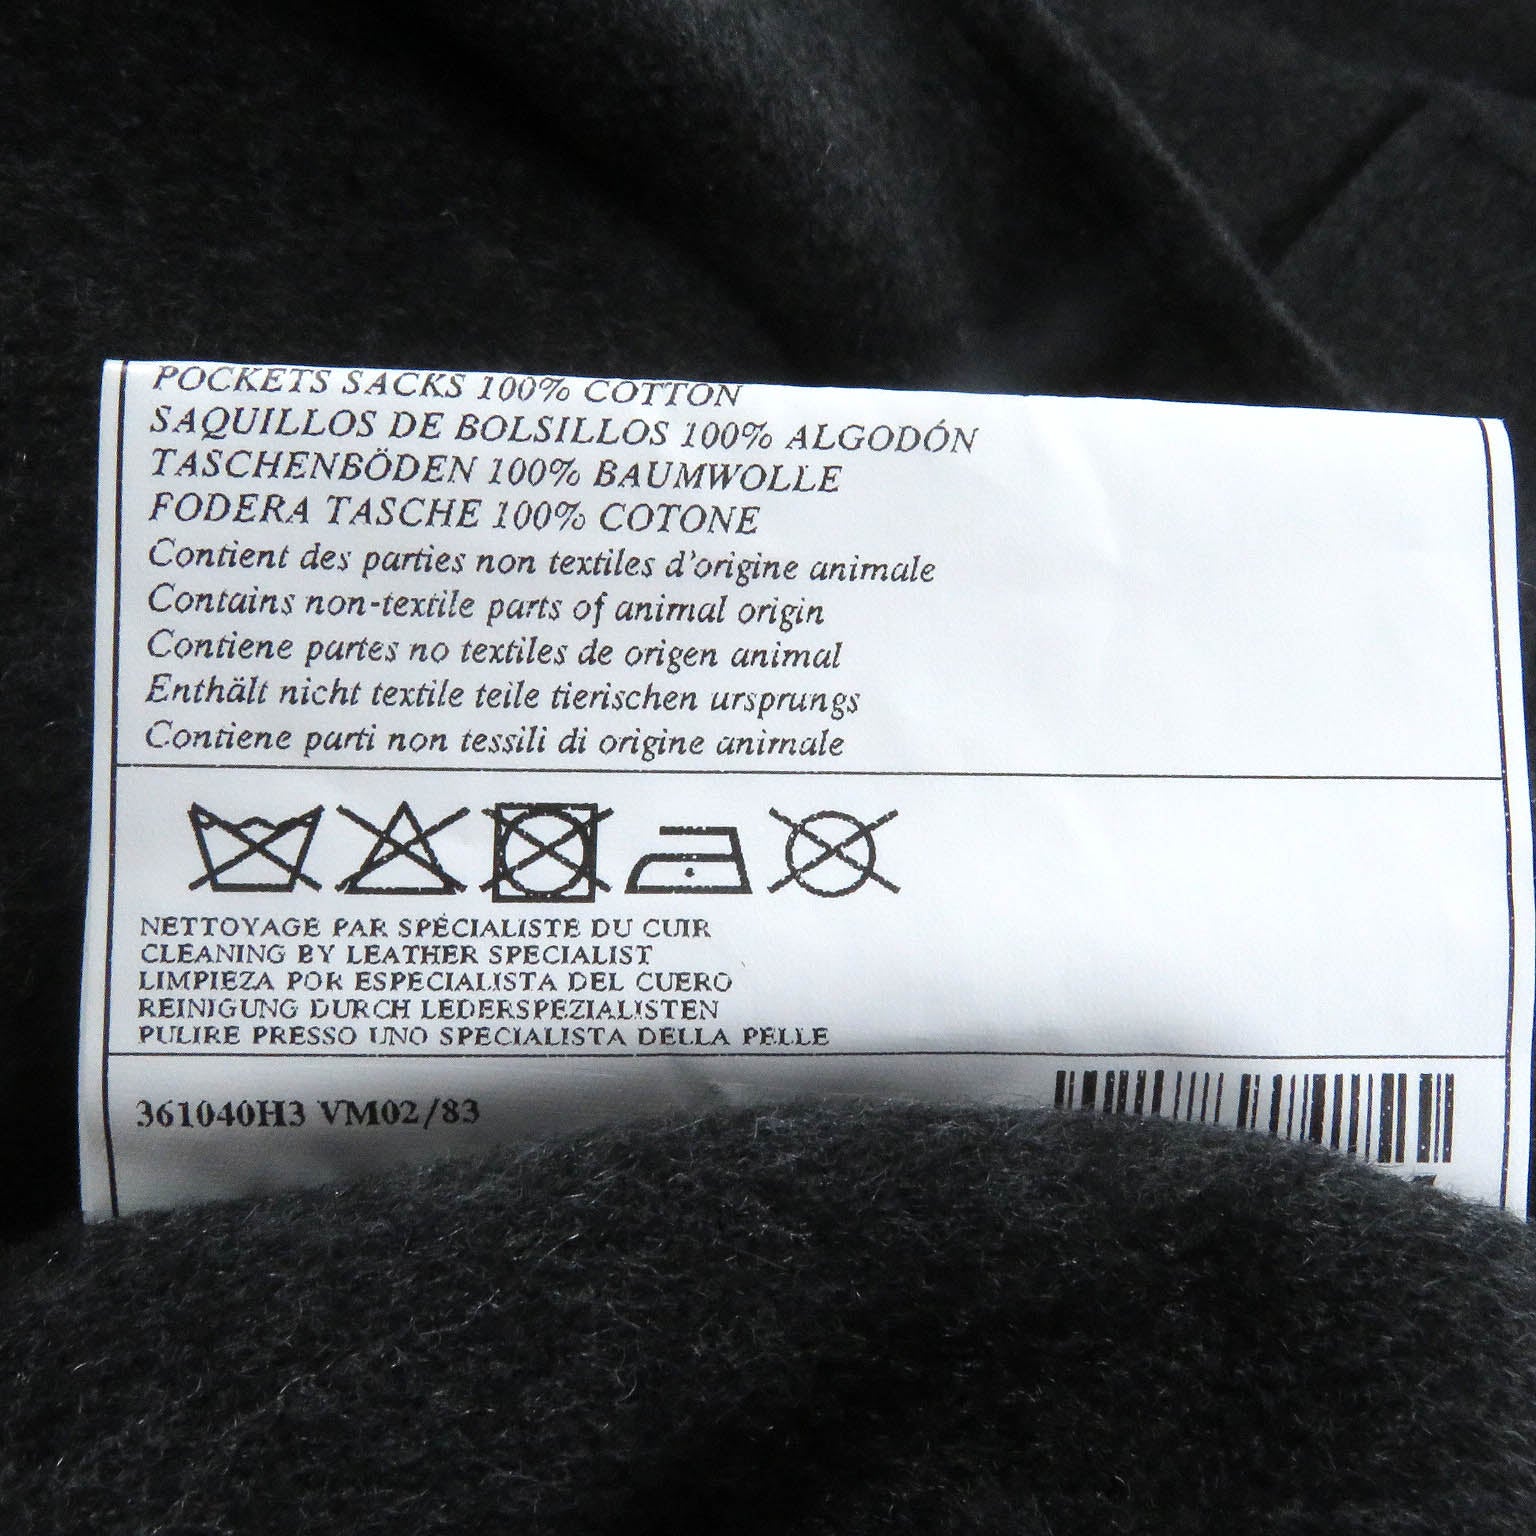 POCKETS SACKS 100% COTTON
SAQUILLOS DE BOLSILLOS 100% ALGODÓN
TASCHENBÖDEN 100% BAUMWOLLE
FODERA TASCHE 100% COTONE
Contient des parties non textiles d'origine animale
Contains non-textile parts of animal origin
Contiene partes no textiles de origen animal
Enthält nicht textile teile tierischen ursprungs
Contiene parti non tessili di origine animale
NETTOYAGE PAR SPÉCIALISTE DU CUIR
CLEANING BY LEATHER SPECIALIST
LIMPIEZA POR ESPECIALISTA DEL CUERO
REINIGUNG DURCH LEDERSPEZIALISTEN
PULIRE PRESSO UNO SPECIALISTA DELLA PELLE
361040H3 VM02/83